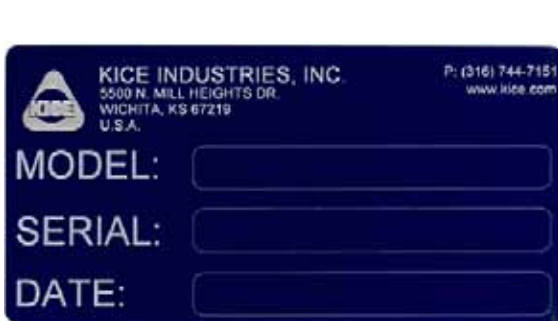 KICE
KICE INDUSTRIES, INC.
5500 N. MILL HEIGHTS DR.
WICHITA, KS 67219
U.S.A.
P: (316) 744-7151
www.kice.com
MODEL:
SERIAL:
DATE: